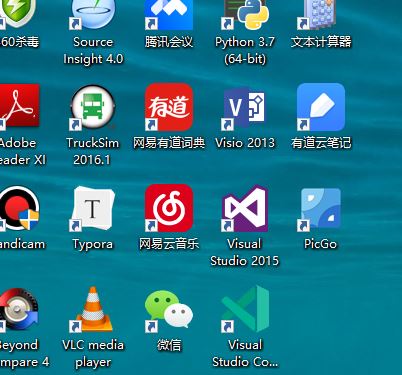 60杀毒
Source
Insight 4.0
腾讯会议
Python 3.7
(64-bit)
文本计算器
Adobe
eader XI
TruckSim
2016.1
有道
网易有道词典
V
Visio 2013
有道云笔记
andicam
T
Typora
网易云音乐
Visual
Studio 2015
PicGo
Beyond
mpare 4
VLC media
player
微信
Visual
Studio Co...